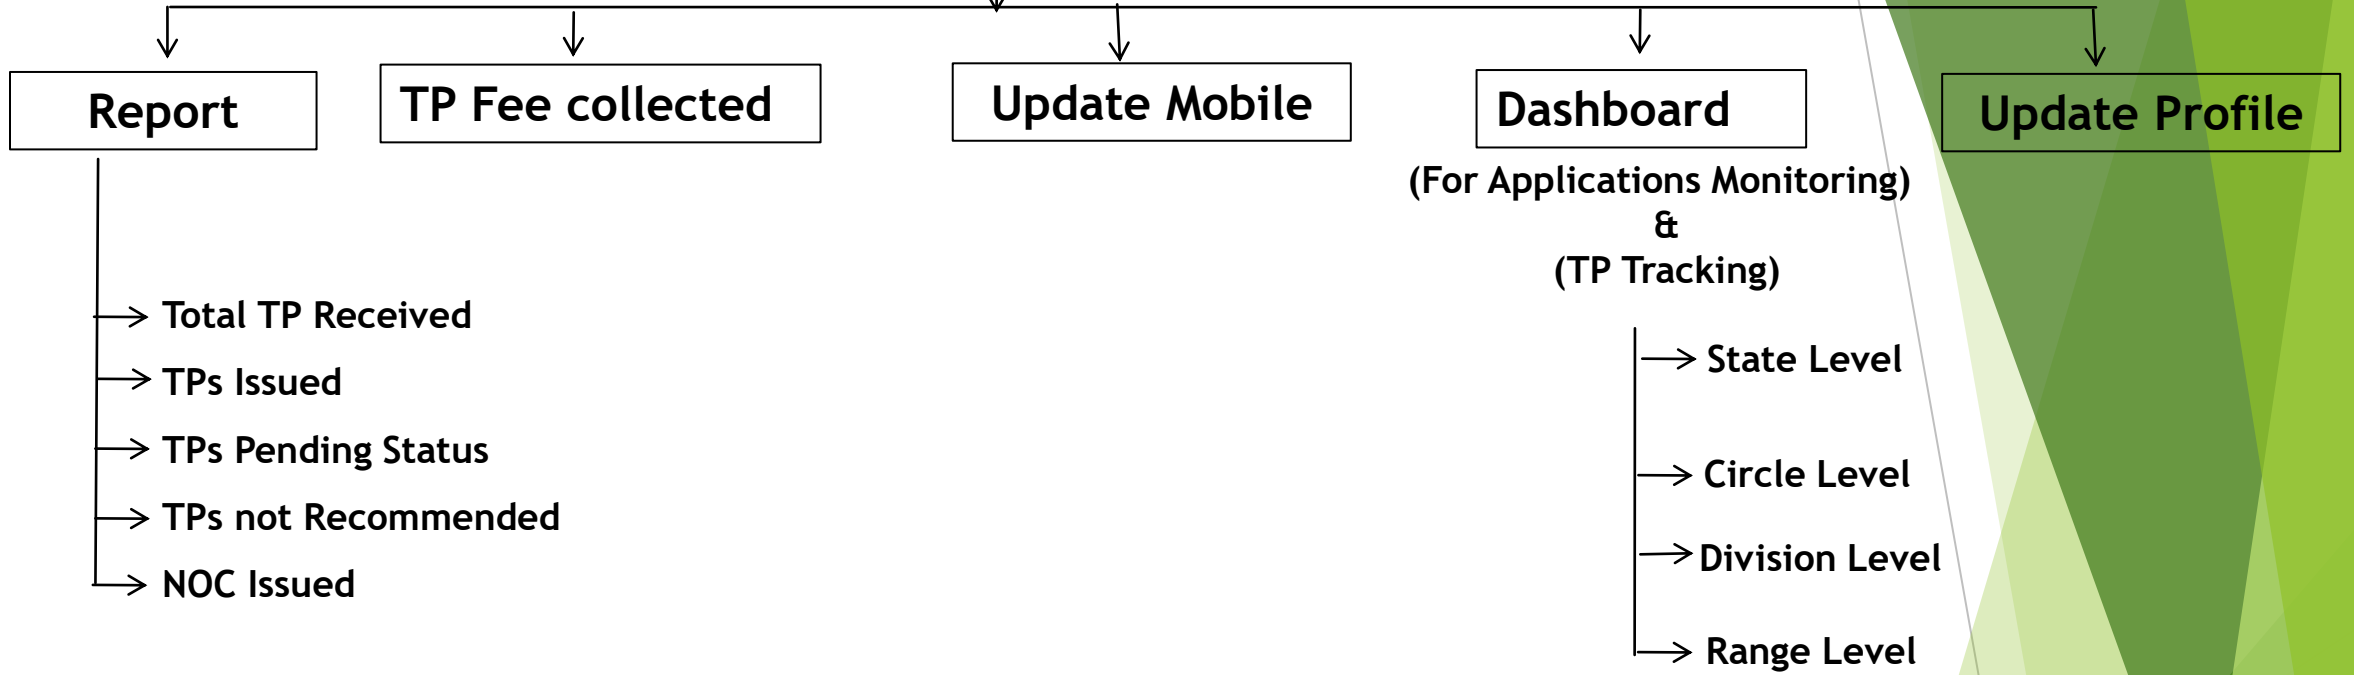 Report
TP Fee collected
Update Mobile
Dashboard
Update Profile
(For Applications Monitoring)
&
(TP Tracking)
Total TP Received
TPs Issued
TPs Pending Status
TPs not Recommended
NOC Issued
State Level
Circle Level
Division Level
Range Level